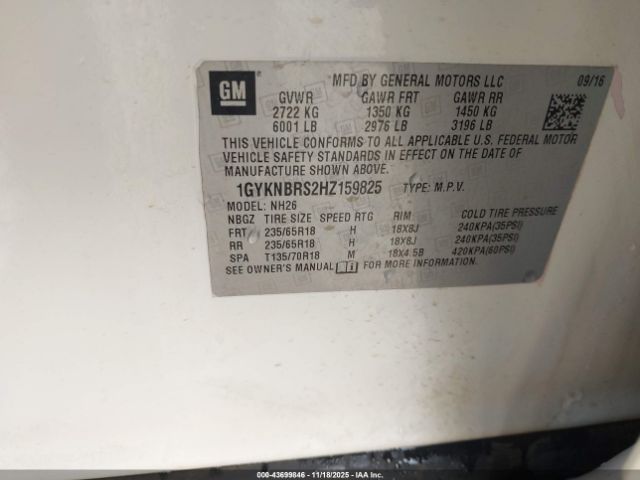 GM
MFD BY GENERAL MOTORS LLC 09/16
GVWR GAWR FRT GAWR RR
2722 KG 1350 KG 1450 KG
6001 LB 2976 LB 3196 LB
THIS VEHICLE CONFORMS TO ALL APPLICABLE U.S. FEDERAL MOTOR
VEHICLE SAFETY STANDARDS IN EFFECT ON THE DATE OF
MANUFACTURE SHOWN ABOVE.
1GYKNBRS2HZ159825 TYPE: M.P.V.
MODEL: NH26
NBGZ TIRE SIZE SPEED RTG RIM COLD TIRE PRESSURE
FRT 235/65R18 H 18X8J 240KPA(35PSI)
RR 235/65R18 H 18X8J 240KPA(35PSI)
SPA T135/70R18 M 18X4.5B 420KPA(60PSI)
SEE OWNER'S MANUAL FOR MORE INFORMATION.
OWNER: 00-43699846 - 11/18/2025 - IAA Inc.